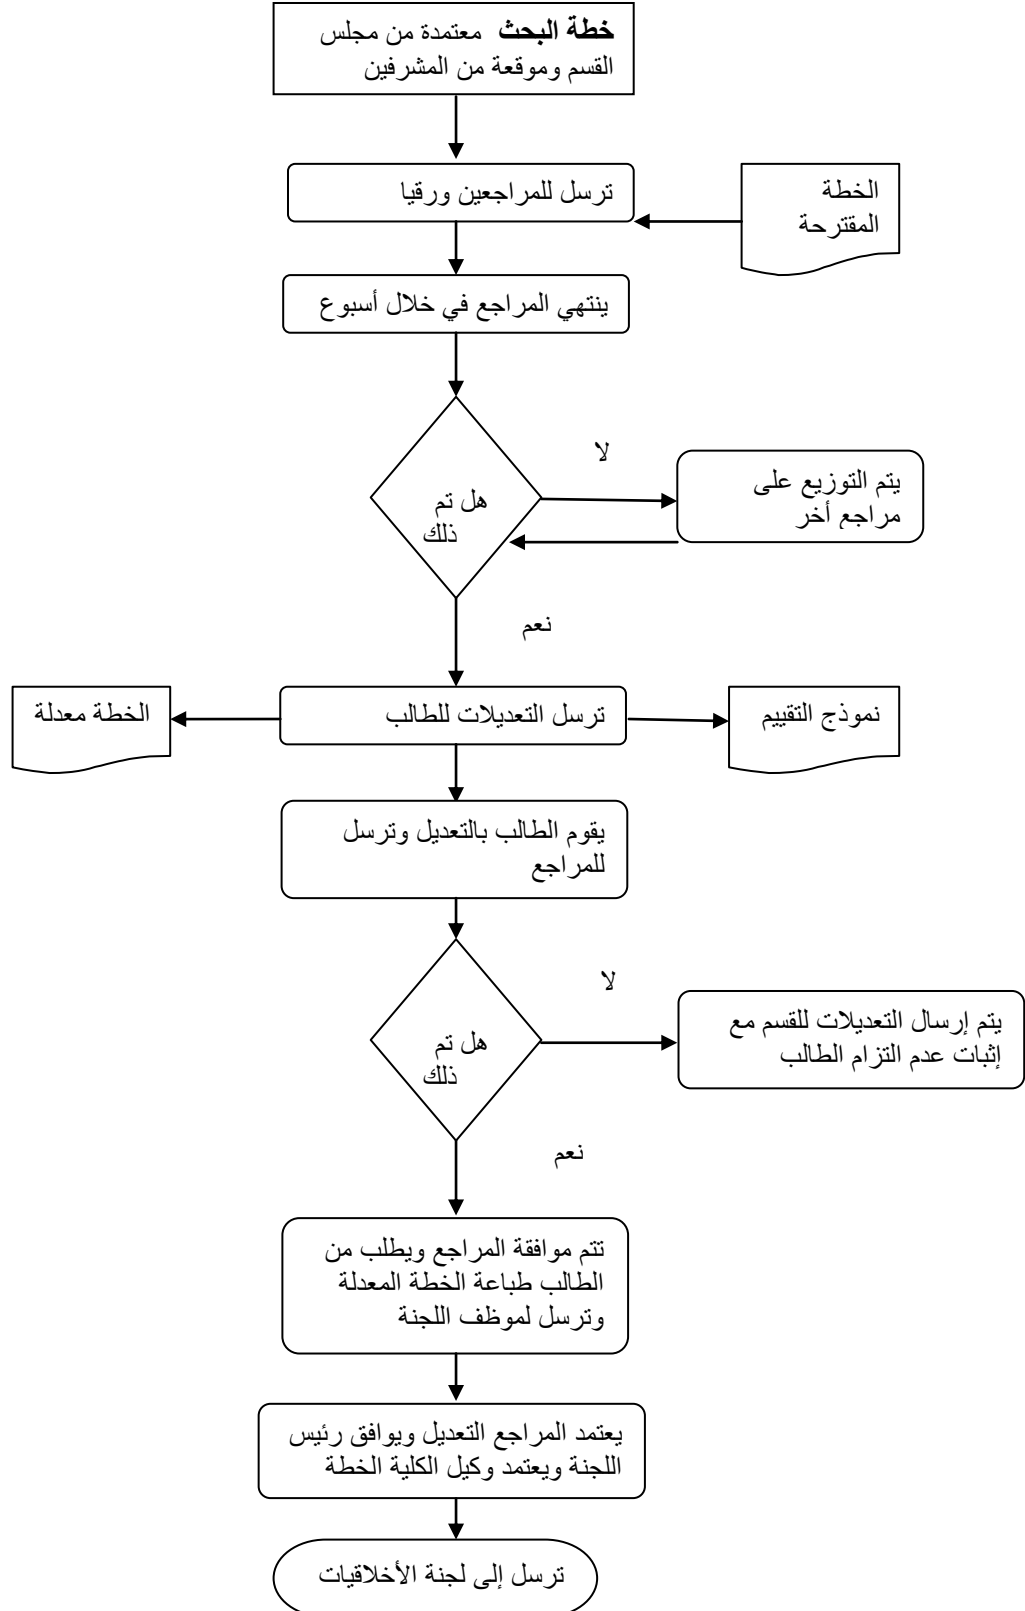 خطة البحث معتمدة من مجلس
القسم وموقعة من المشرفين
ترسل للمراجعين ورقيا
الخطة
المقترحة
ينتهي المراجع في خلال أسبوع
لا
هل تم
ذلك
يتم التوزيع على
مراجع أخر
نعم
نموذج التقييم
ترسل التعديلات للطالب
الخطة معدلة
يقوم الطالب بالتعديل وترسل
للمراجع
لا
هل تم
ذلك
يتم إرسال التعديلات للقسم مع
إثبات عدم التزام الطالب
نعم
تتم موافقة المراجع ويطلب من
الطالب طباعة الخطة المعدلة
وترسل لموظف اللجنة
يعتمد المراجع التعديل ويوافق رئيس
اللجنة ويعتمد وكيل الكلية الخطة
ترسل إلى لجنة الأخلاقيات